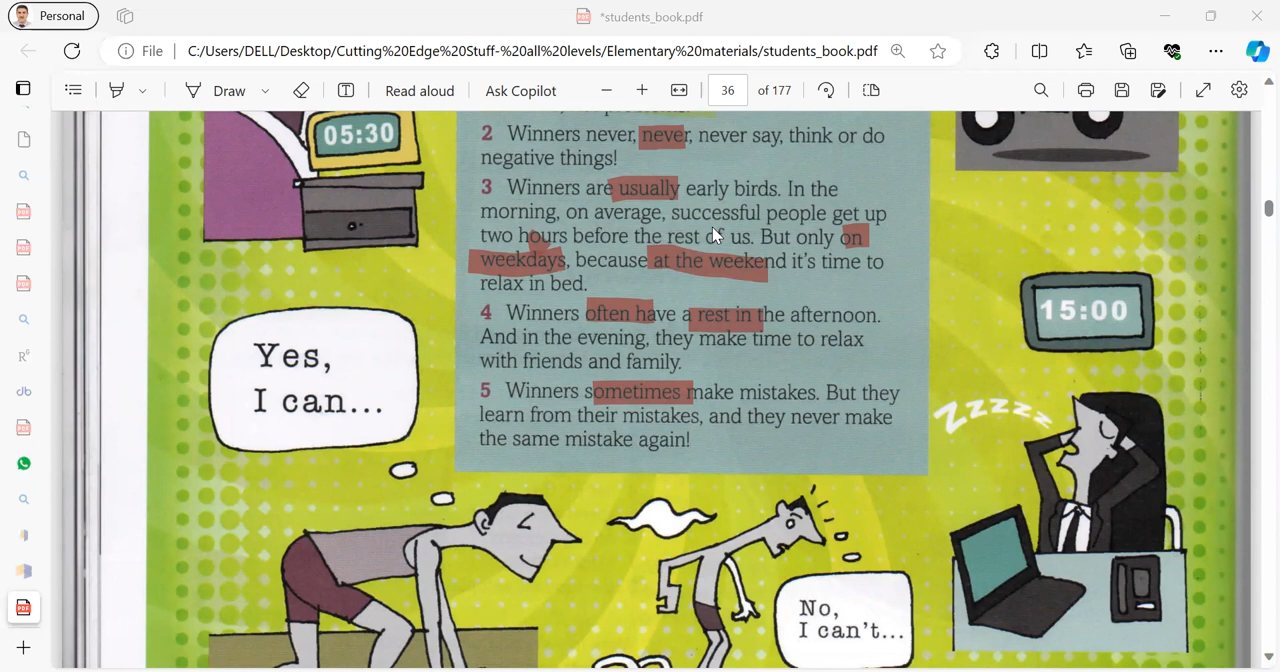 Personal
*students_book.pdf
File
C:/Users/DELL/Desktop/Cutting%20Edge%20Stuff-%20all%20levels/Elementary%20materials/students_book.pdf
Draw
Read aloud
Ask Copilot
36
of 177
05:30
2 Winners never, never, never say, think or do
negative things!
3 Winners are usually early birds. In the
morning, on average, successful people get up
two hours before the rest of us. But only on
weekdays, because at the weekend it's time to
relax in bed.
4 Winners often have a rest in the afternoon.
And in the evening, they make time to relax
with friends and family.
5 Winners sometimes make mistakes. But they
learn from their mistakes, and they never make
the same mistake again!
15:00
Yes,
I can...
zzzzz
No,
I can't...